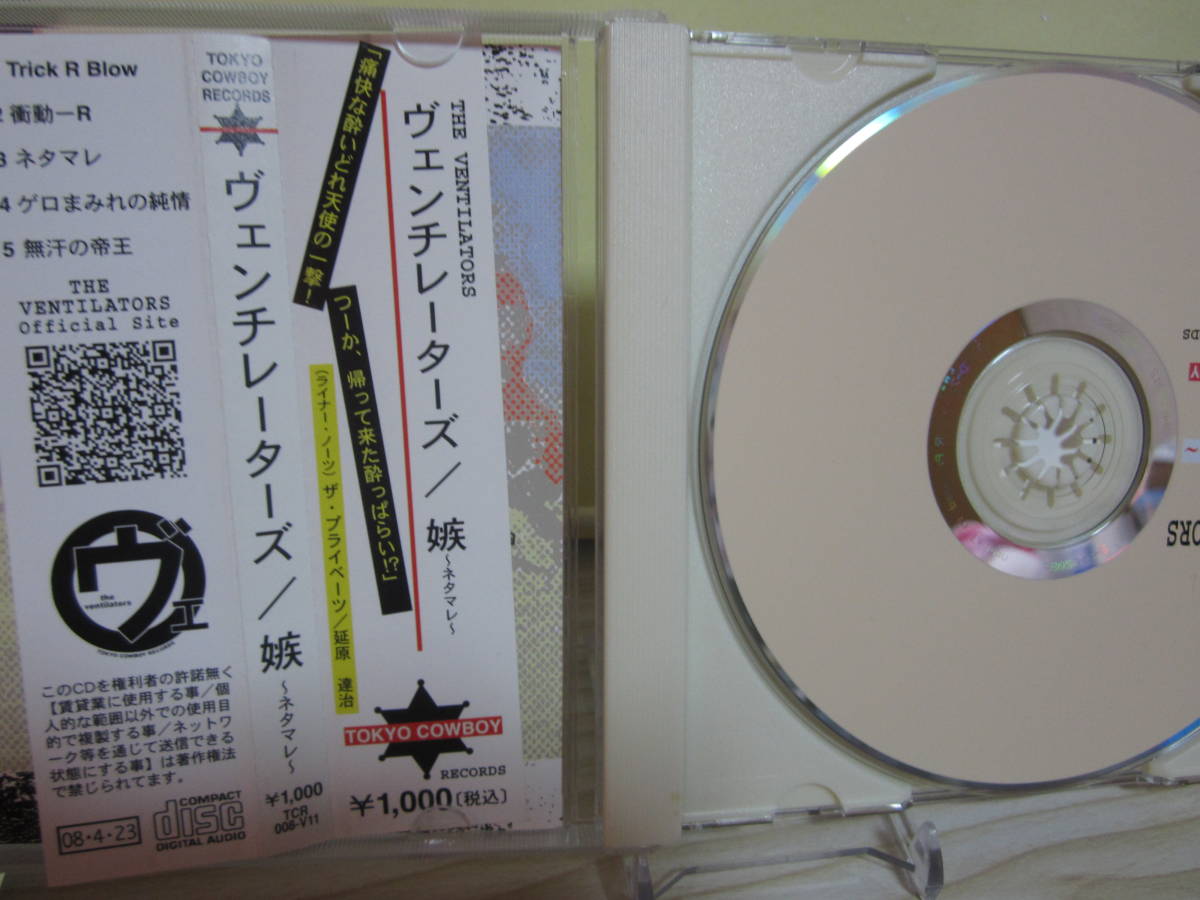 Trick R Blow
2 衝動ーR
3 ネタマレ
4 ゲロまみれの純情
5 無汗の帝王
THE
VENTILATORS
Official Site
ヴェ
the
ventilators
TOKYO COWBOY RECORDS
このCDを権利者の許諾無く
【賃貸業に使用する事/個
人的な範囲以外での使用目
的で複製する事/ネットワ
ーク等を通じて送信できる
状態にする事】は著作権法
で禁じられてます。
08・4・23
COMPACT
disc
DIGITAL AUDIO
TOKYO
COWBOY
RECORDS
ヴェンチレーターズ/嫉
~ネタマレ~
¥1,000
TCR
008-V11
THE VENTILATORS
ヴェンチレーターズ/嫉
~ネタマレ~
「痛快な酔いどれ天使の一撃!
つーか、帰って来た酔っぱらい!?」
(ライナー・ノーツ)ザ・プライベーツ/延原 達治
TOKYO COWBOY
RECORDS
¥1,000〔税込〕
DS
Y
~
ORS